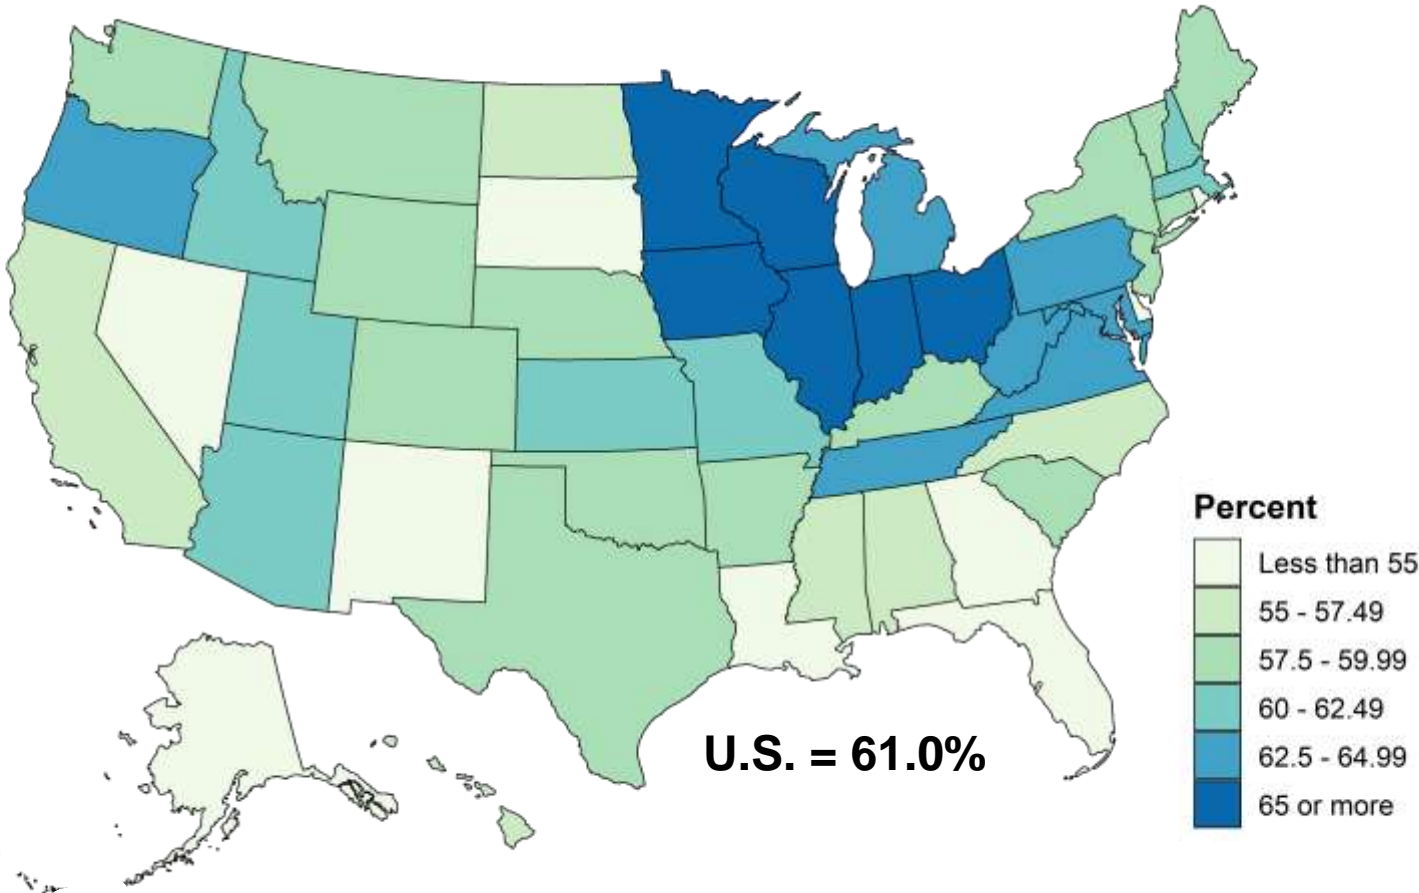 Percent
Less than 55
55 - 57.49
57.5 - 59.99
60 - 62.49
62.5 - 64.99
65 or more
U.S. = 61.0%